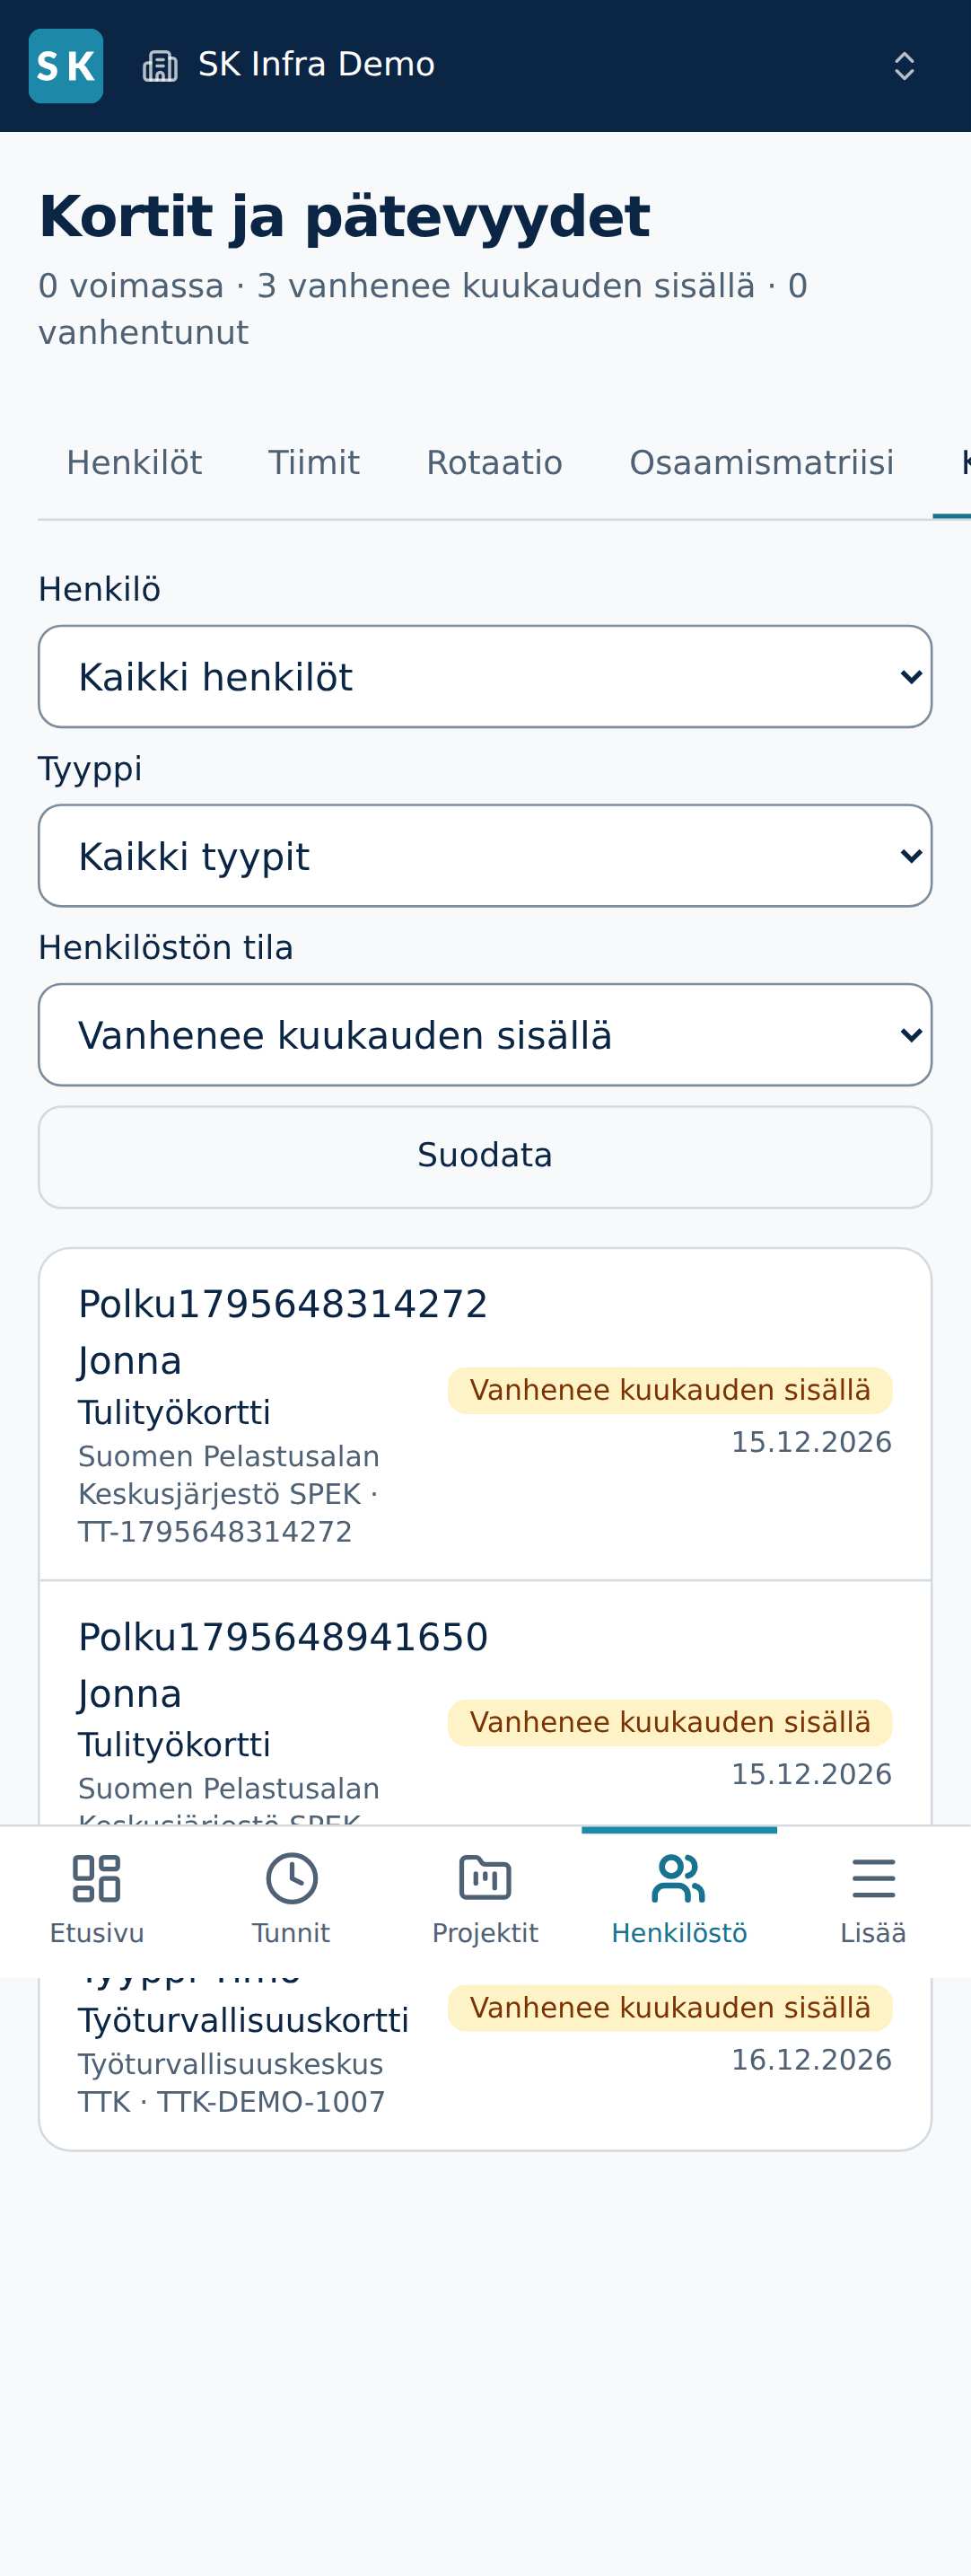 SK
SK Infra Demo
Kortit ja pätevyydet
0 voimassa · 3 vanhenee kuukauden sisällä · 0
vanhentunut
Henkilöt Tiimit Rotaatio Osaamismatriisi
Henkilö
Kaikki henkilöt
Tyyppi
Kaikki tyypit
Henkilöstön tila
Vanhenee kuukauden sisällä
Suodata
Polku1795648314272
Jonna
Tulityökortti
Suomen Pelastusalan
Keskusjärjestö SPEK ·
TT-1795648314272
Vanhenee kuukauden sisällä
15.12.2026
Polku1795648941650
Jonna
Tulityökortti
Suomen Pelastusalan
Keskusjärjestö SPEK
Vanhenee kuukauden sisällä
15.12.2026
Etusivu Tunnit Projektit Henkilöstö Lisää
Työturvallisuuskortti
Työturvallisuuskeskus
TTK · TTK-DEMO-1007
Vanhenee kuukauden sisällä
16.12.2026